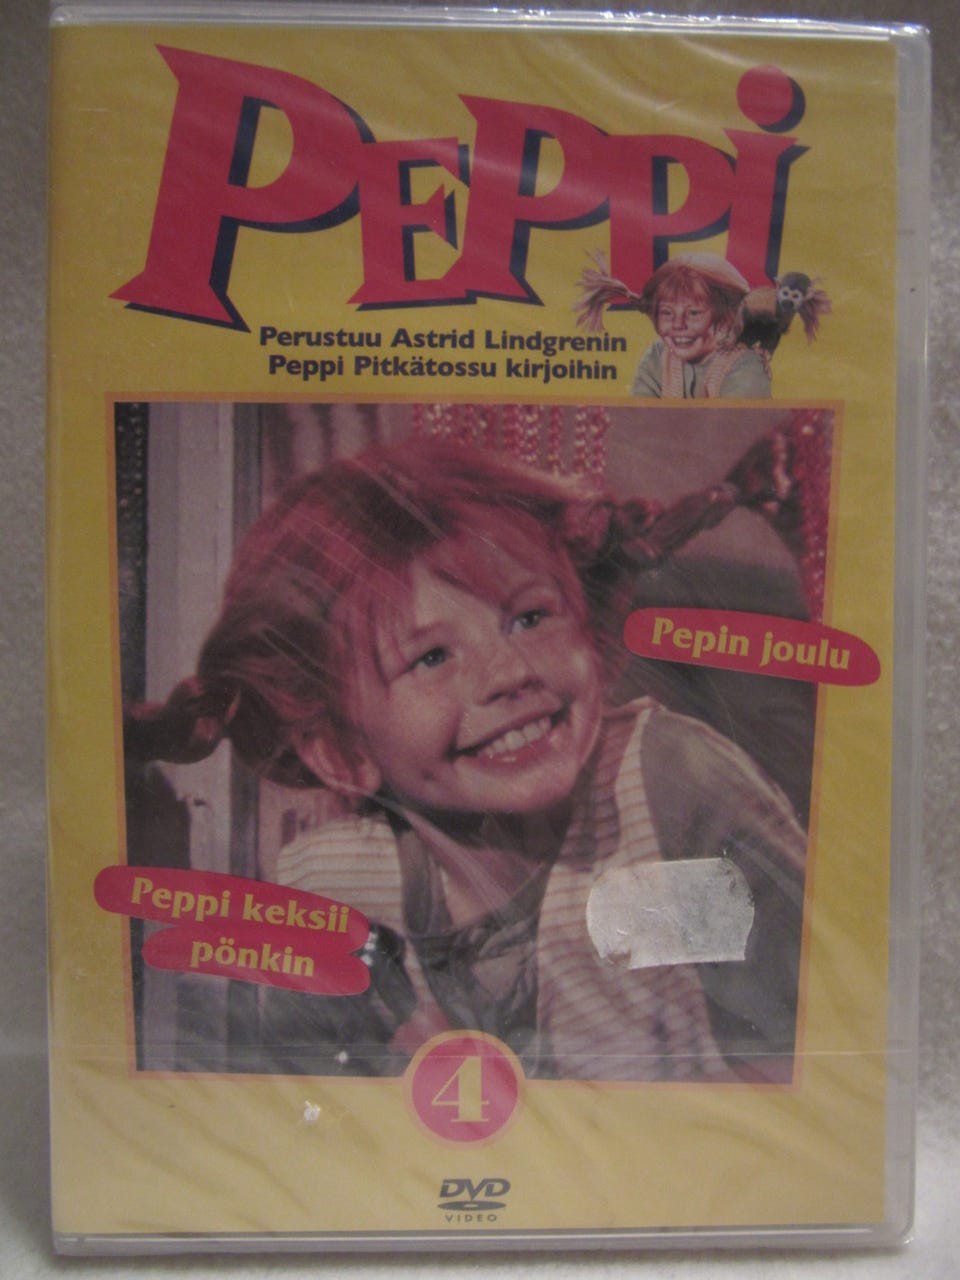 PEPPI
Perustuu Astrid Lindgrenin
Peppi Pitkätossu kirjoihin
Pepin joulu
Peppi keksii
pönkin
4
DVD
VIDEO